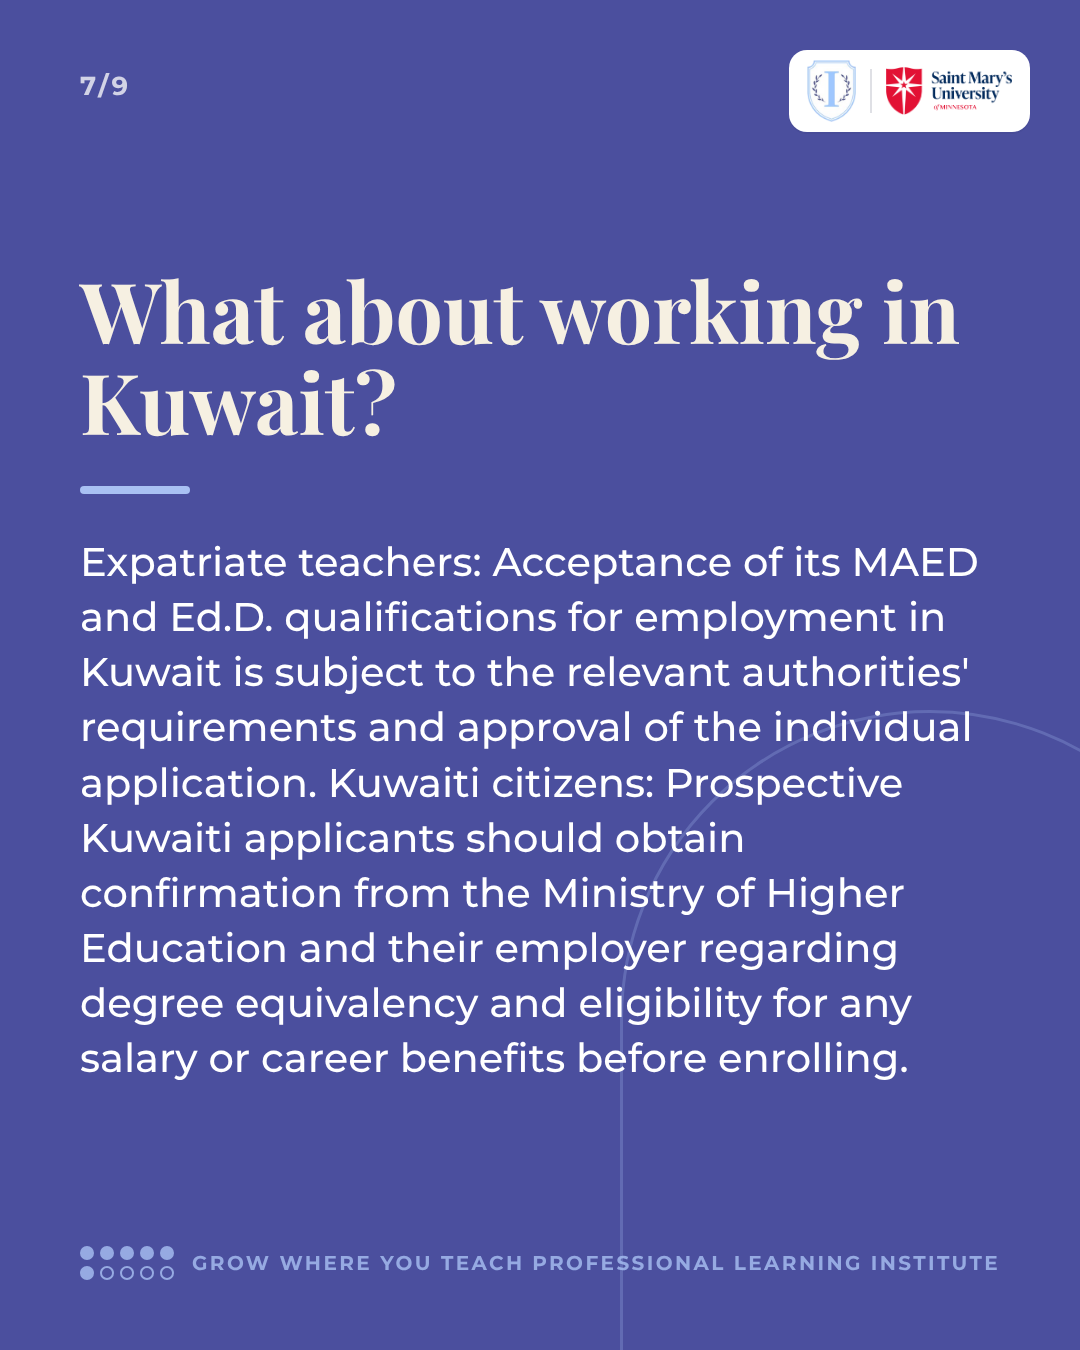 7/9
I
Saint Mary's
University
of MINNESOTA
What about working in
Kuwait?
Expatriate teachers: Acceptance of its MAED
and Ed.D. qualifications for employment in
Kuwait is subject to the relevant authorities'
requirements and approval of the individual
application. Kuwaiti citizens: Prospective
Kuwaiti applicants should obtain
confirmation from the Ministry of Higher
Education and their employer regarding
degree equivalency and eligibility for any
salary or career benefits before enrolling.
GROW WHERE YOU TEACH PROFESSIONAL LEARNING INSTITUTE